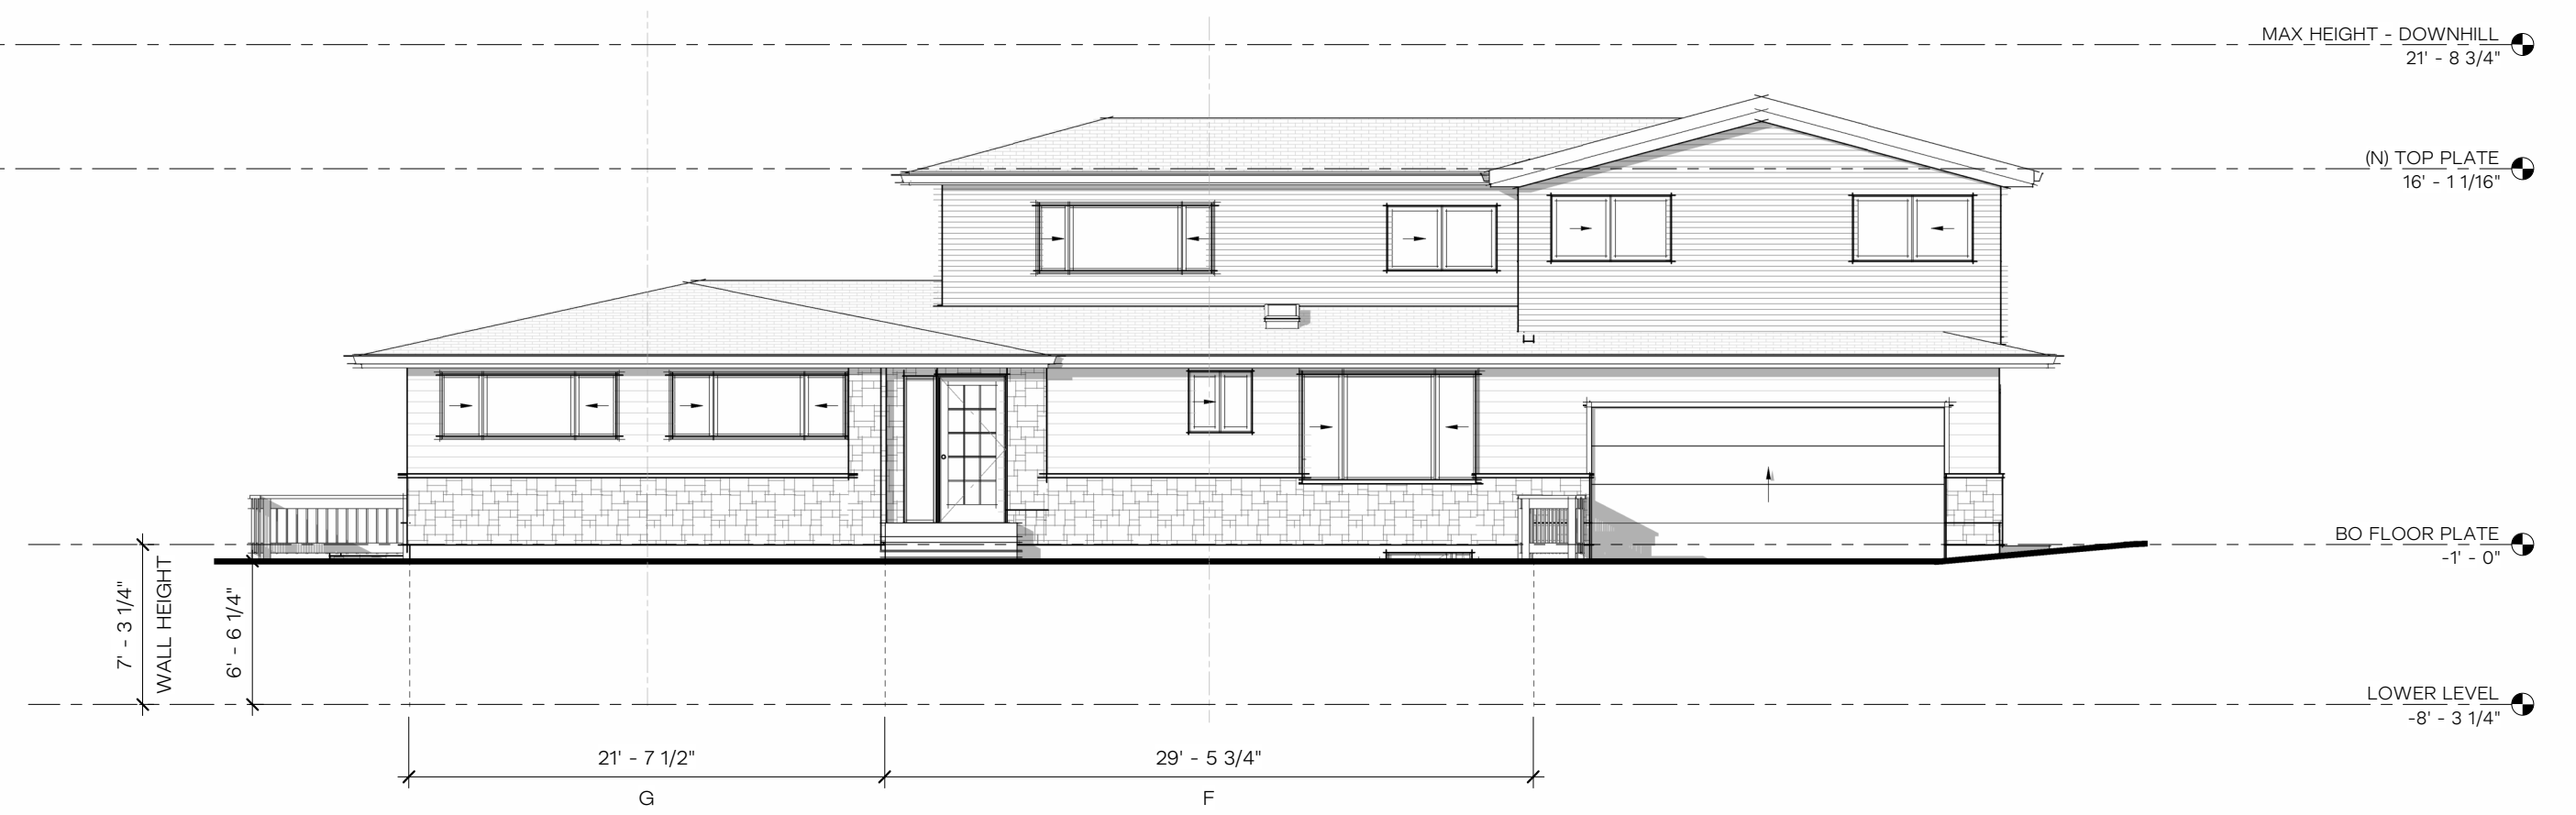 MAX HEIGHT - DOWNHILL
21' - 8 3/4"
(N) TOP PLATE
16' - 1 1/16"
BO FLOOR PLATE
-1' - 0"
7' - 3 1/4"
WALL HEIGHT
6' - 6 1/4"
LOWER LEVEL
-8' - 3 1/4"
21' - 7 1/2"
29' - 5 3/4"
G
F